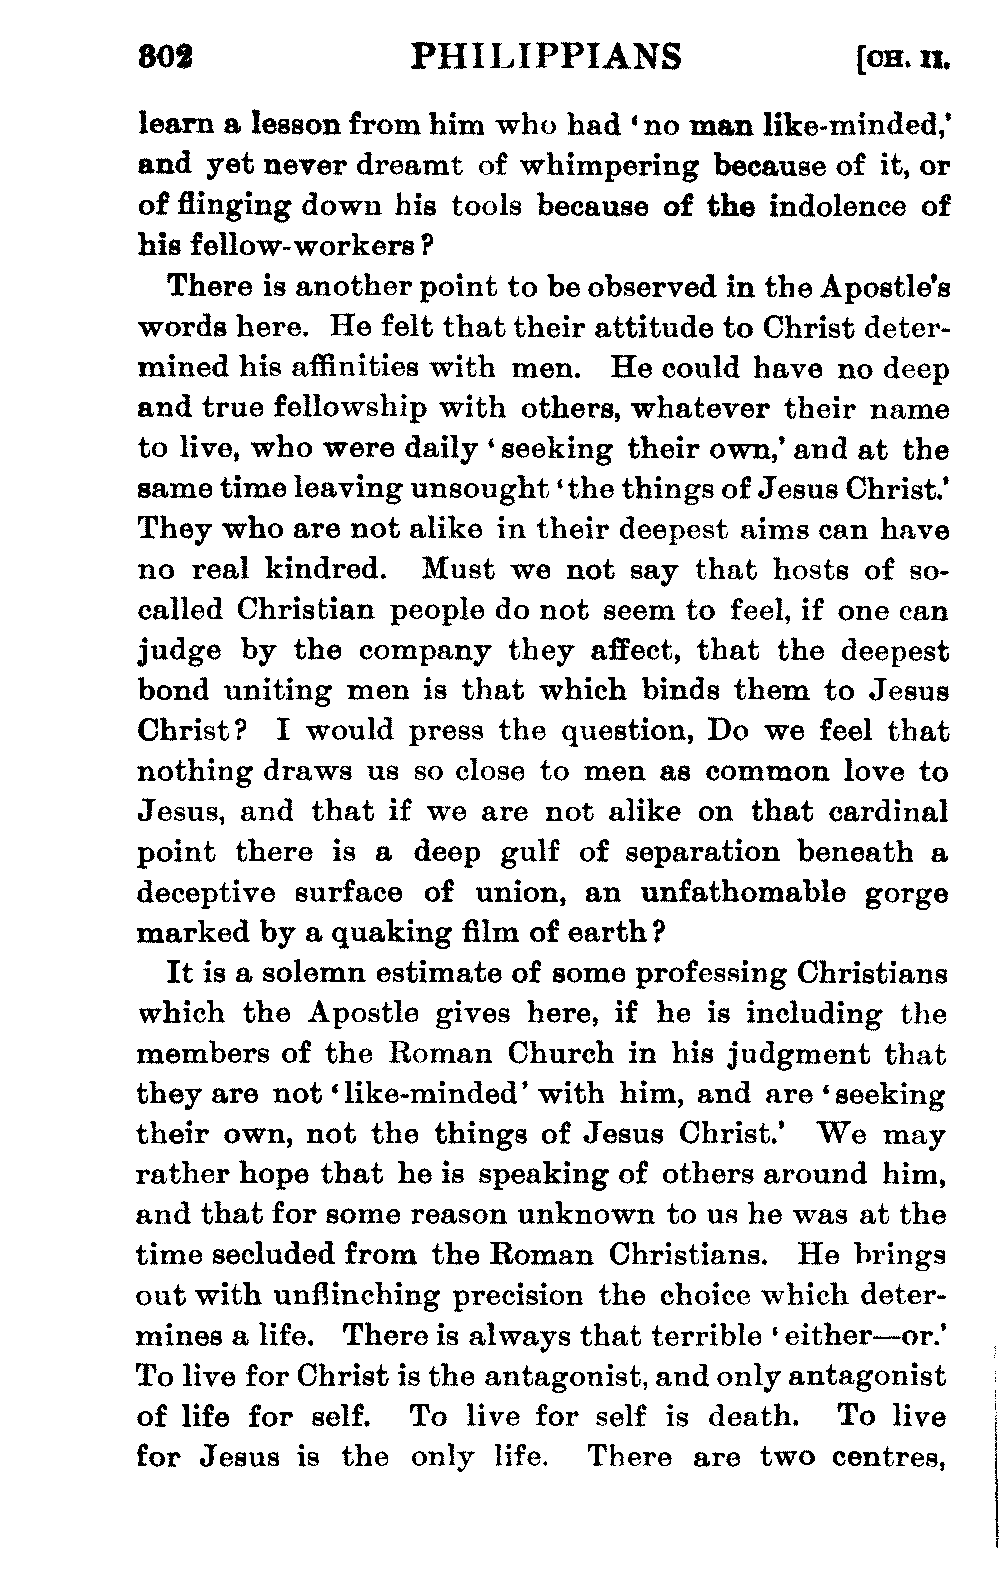 302 PHILIPPIANS [CH. II.
learn a lesson from him who had ‘no man like-minded,’
and yet never dreamt of whimpering because of it, or
of flinging down his tools because of the indolence of
his fellow-workers?
There is another point to be observed in the Apostle’s
words here. He felt that their attitude to Christ deter-
mined his affinities with men. He could have no deep
and true fellowship with others, whatever their name
to live, who were daily ‘seeking their own,’ and at the
same time leaving unsought ‘the things of Jesus Christ.’
They who are not alike in their deepest aims can have
no real kindred. Must we not say that hosts of so-
called Christian people do not seem to feel, if one can
judge by the company they affect, that the deepest
bond uniting men is that which binds them to Jesus
Christ? I would press the question, Do we feel that
nothing draws us so close to men as common love to
Jesus, and that if we are not alike on that cardinal
point there is a deep gulf of separation beneath a
deceptive surface of union, an unfathomable gorge
marked by a quaking film of earth?
It is a solemn estimate of some professing Christians
which the Apostle gives here, if he is including the
members of the Roman Church in his judgment that
they are not ‘like-minded’ with him, and are ‘seeking
their own, not the things of Jesus Christ.’ We may
rather hope that he is speaking of others around him,
and that for some reason unknown to us he was at the
time secluded from the Roman Christians. He brings
out with unflinching precision the choice which deter-
mines a life. There is always that terrible ‘either—or.’
To live for Christ is the antagonist, and only antagonist
of life for self. To live for self is death. To live
for Jesus is the only life. There are two centres,